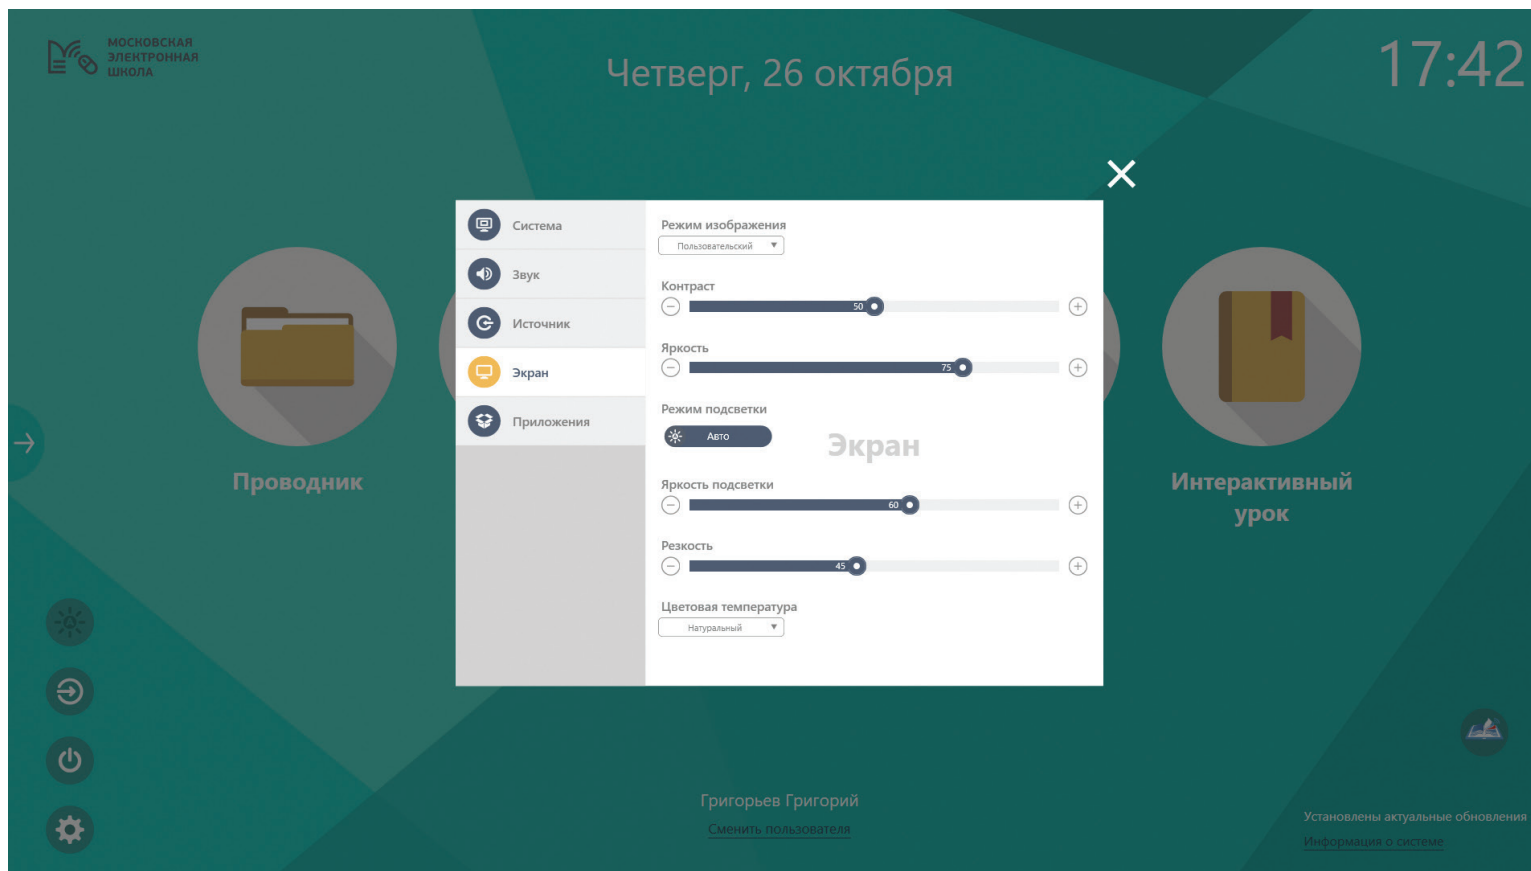 МОСКОВСКАЯ
ЭЛЕКТРОННАЯ
ШКОЛА
Четверг, 26 октября
17:42
Система
Звук
Источник
Экран
Приложения
Режим изображения
Пользовательский
Контраст
50
Яркость
75
Режим подсветки
Авто
Экран
Яркость подсветки
60
Резкость
45
Цветовая температура
Натуральный
Проводник
Интерактивный
урок
Григорьев Григорий
Сменить пользователя
Установлены актуальные обновления
Информация о системе